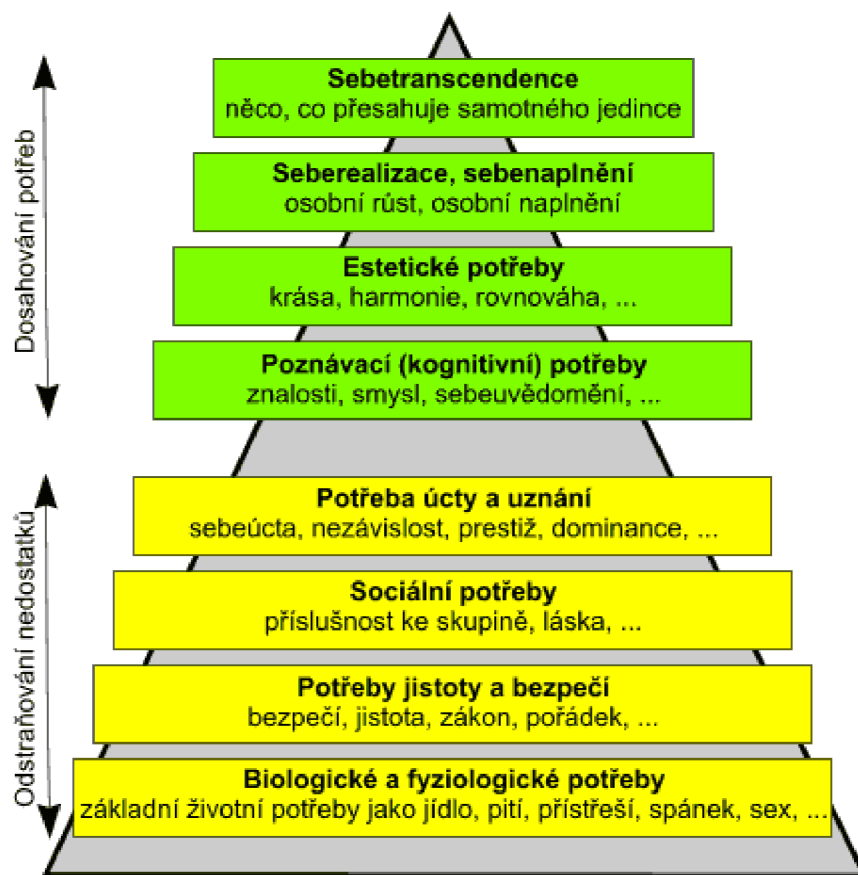 Sebetranscendence
něco, co přesahuje samotného jedince
Seberealizace, sebenaplnění
osobní růst, osobní naplnění
Estetické potřeby
krása, harmonie, rovnováha, ...
Poznávací (kognitivní) potřeby
znalosti, smysl, sebeuvědomění, ...
Dosahování potřeb
Potřeba úcty a uznání
sebeúcta, nezávislost, prestiž, dominance, ...
Sociální potřeby
příslušnost ke skupině, láska, ...
Potřeby jistoty a bezpečí
bezpečí, jistota, zákon, pořádek, ...
Biologické a fyziologické potřeby
základní životní potřeby jako jídlo, pití, přístřeší, spánek, sex, ...
Odstraňování nedostatků